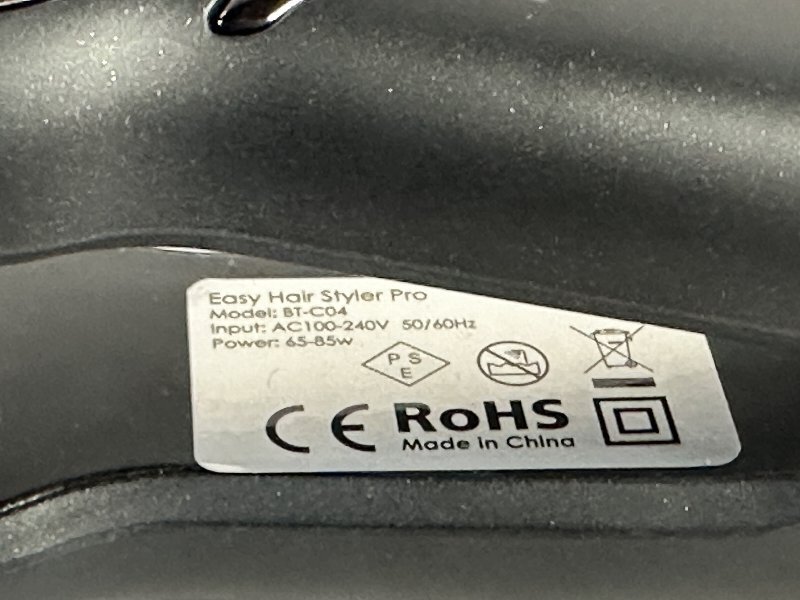 Easy Hair Styler Pro
Model: BT-C04
Input: AC100-240V 50/60Hz
Power: 65-85w
P S
E
CE RoHS
Made in China